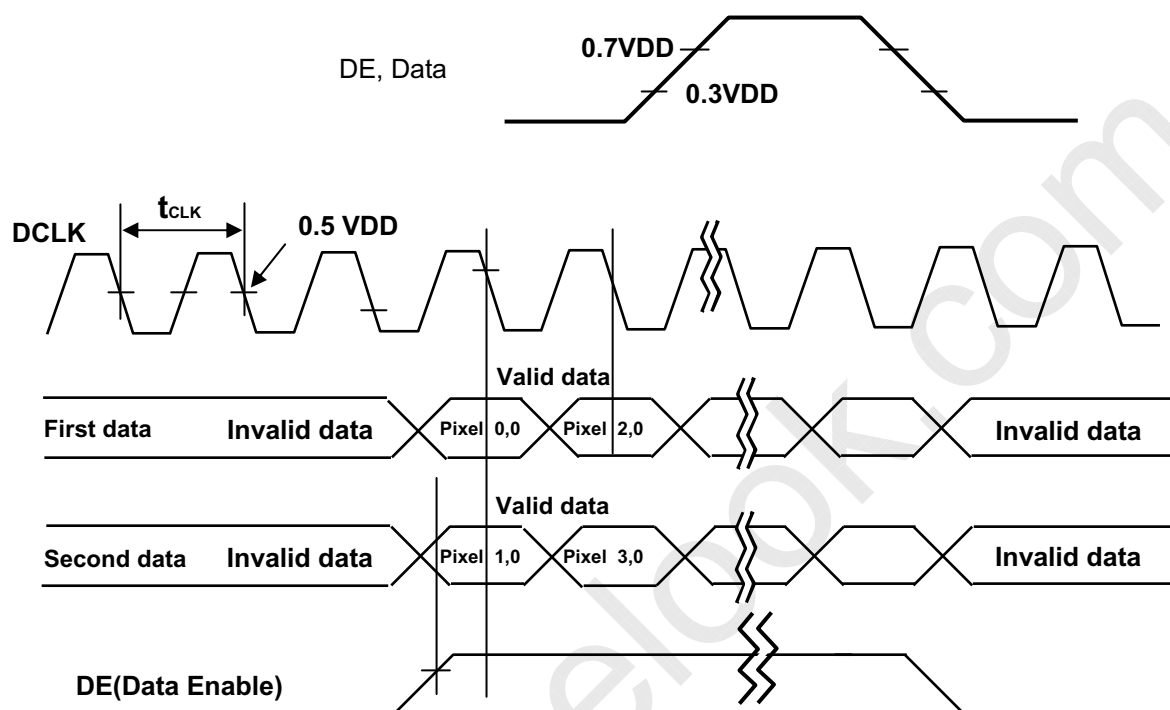 0.7VDD
DE, Data
0.3VDD
tCLK
0.5 VDD
DCLK
Valid data
First data Invalid data Pixel 0,0 Pixel 2,0 Invalid data
Valid data
Second data Invalid data Pixel 1,0 Pixel 3,0 Invalid data
DE(Data Enable)
elook.com